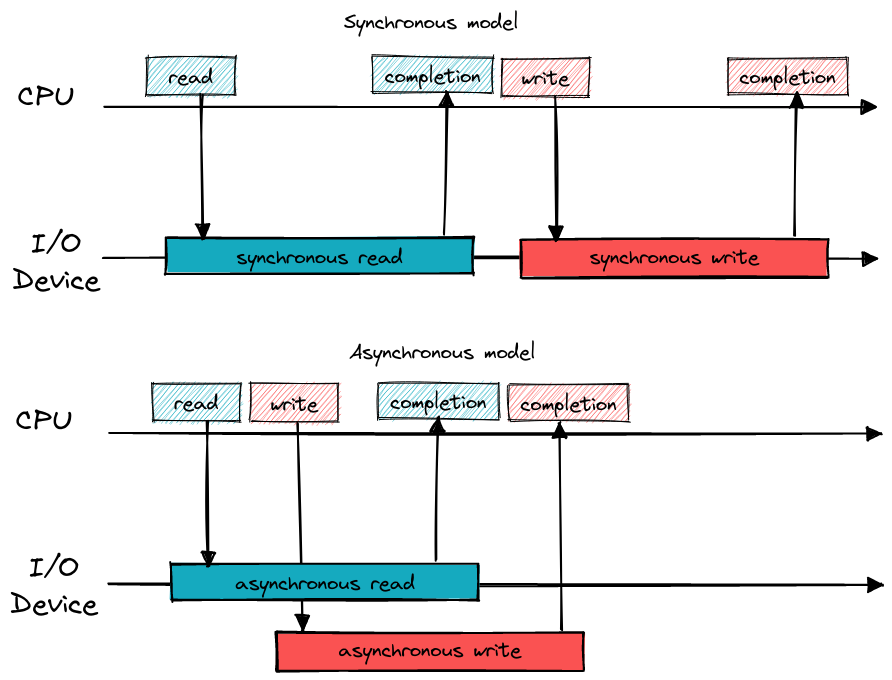 Synchronous model
read
completion
write
completion
CPU
I/O
Device
synchronous read
synchronous write
Asynchronous model
read
write
completion
completion
CPU
I/O
Device
asynchronous read
asynchronous write